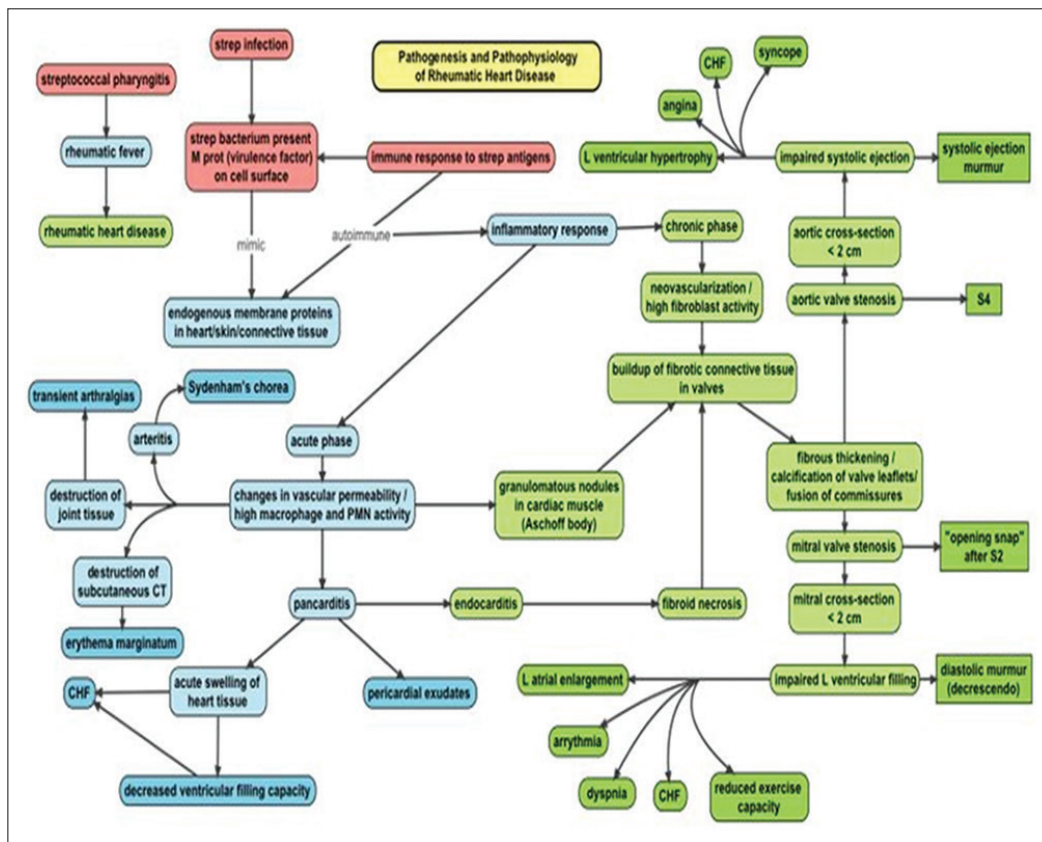 strep infection
Pathogenesis and Pathophysiology
of Rheumatic Heart Disease
streptococcal pharyngitis
rheumatic fever
rheumatic heart disease
strep bacterium present
M prot (virulence factor)
on cell surface
immune response to strep antigens
mimic
autoimmune
endogenous membrane proteins
in heart/skin/connective tissue
inflammatory response
chronic phase
neovascularization /
high fibroblast activity
buildup of fibrotic connective tissue
in valves
syncope
CHF
angina
L ventricular hypertrophy
impaired systolic ejection
systolic ejection
murmur
aortic cross-section
< 2 cm
aortic valve stenosis
S4
fibrous thickening /
calcification of valve leaflets/
fusion of commissures
mitral valve stenosis
"opening snap"
after S2
mitral cross-section
< 2 cm
impaired L ventricular filling
diastolic murmur
(decrescendo)
L atrial enlargement
arrythmia
dyspnia
CHF
reduced exercise
capacity
transient arthralgias
Sydenham's chorea
arteritis
acute phase
destruction of
joint tissue
changes in vascular permeability /
high macrophage and PMN activity
granulomatous nodules
in cardiac muscle
(Aschoff body)
destruction of
subcutaneous CT
erythema marginatum
pancarditis
endocarditis
fibroid necrosis
CHF
acute swelling of
heart tissue
pericardial exudates
decreased ventricular filling capacity